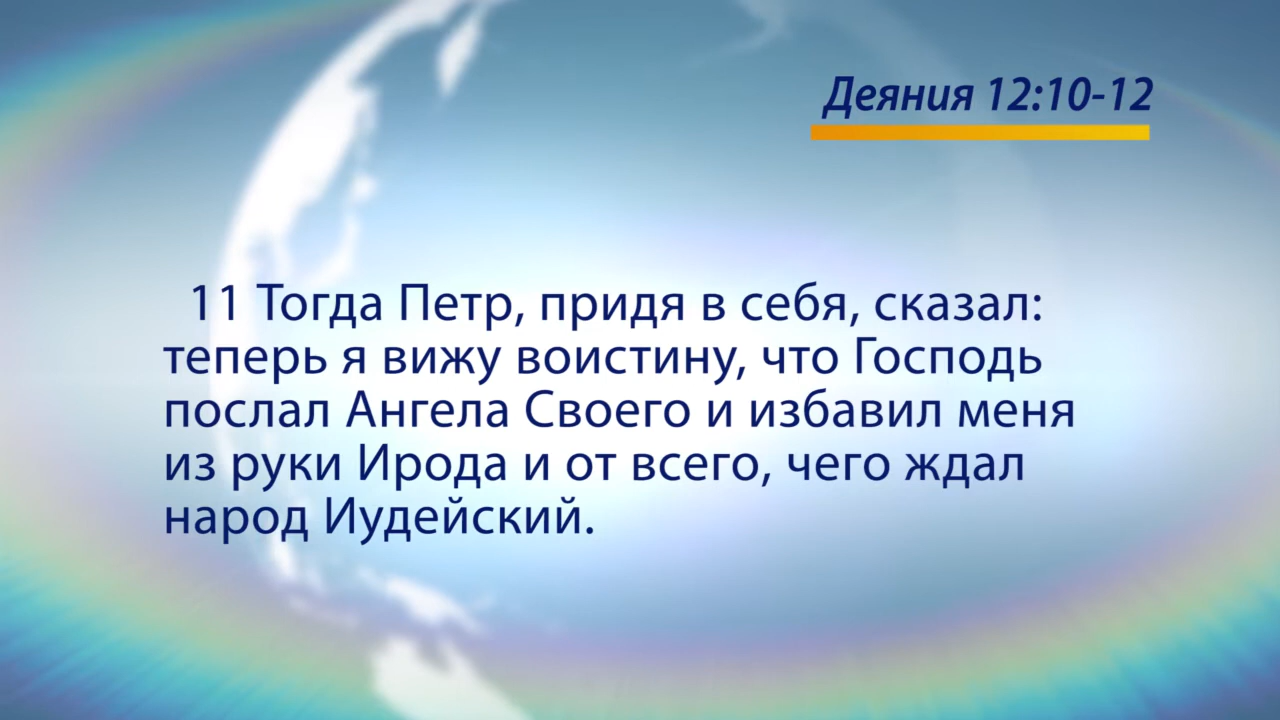 Деяния 12:10-12
11 Тогда Петр, придя в себя, сказал:
теперь я вижу воистину, что Господь
послал Ангела Своего и избавил меня
из руки Ирода и от всего, чего ждал
народ Иудейский.